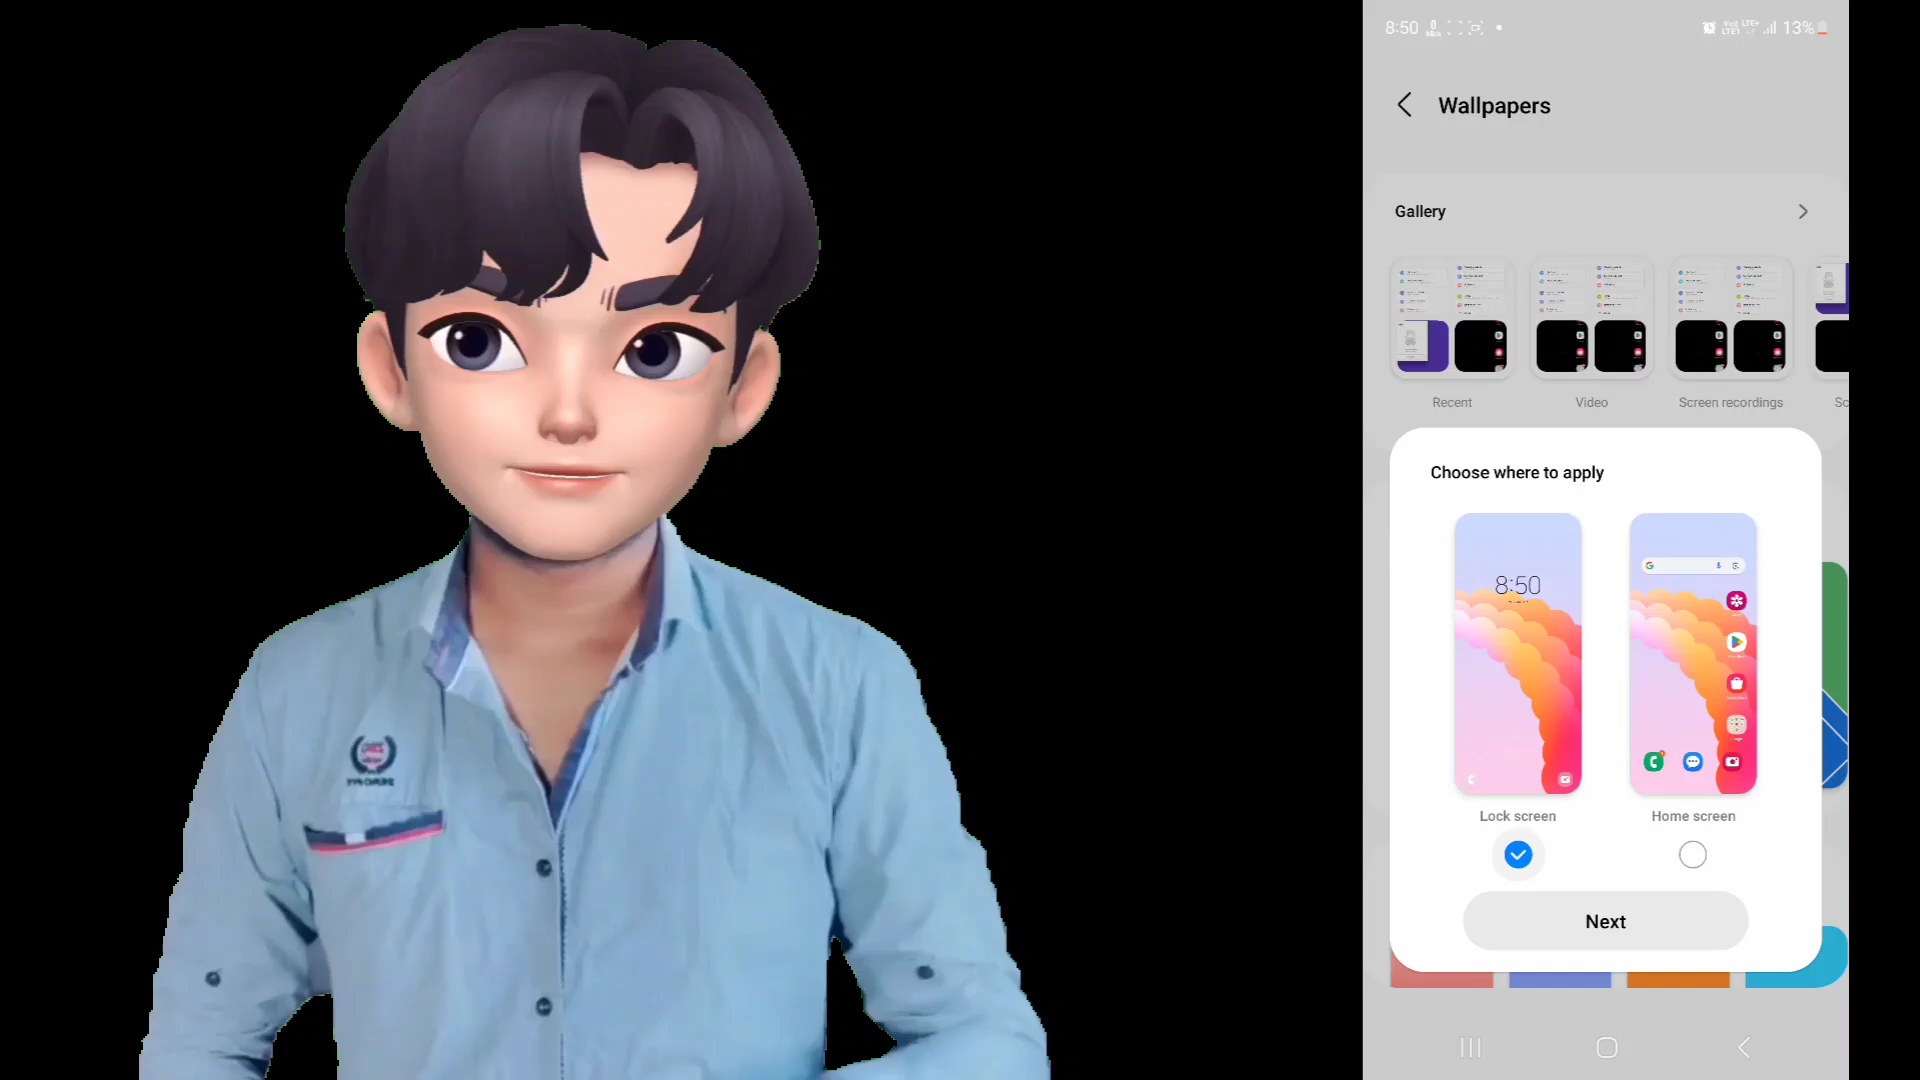 8:50
13%
Wallpapers
Gallery
Recent
Video
Screen recordings
Sc
Choose where to apply
8:50
Lock screen
Home screen
Next